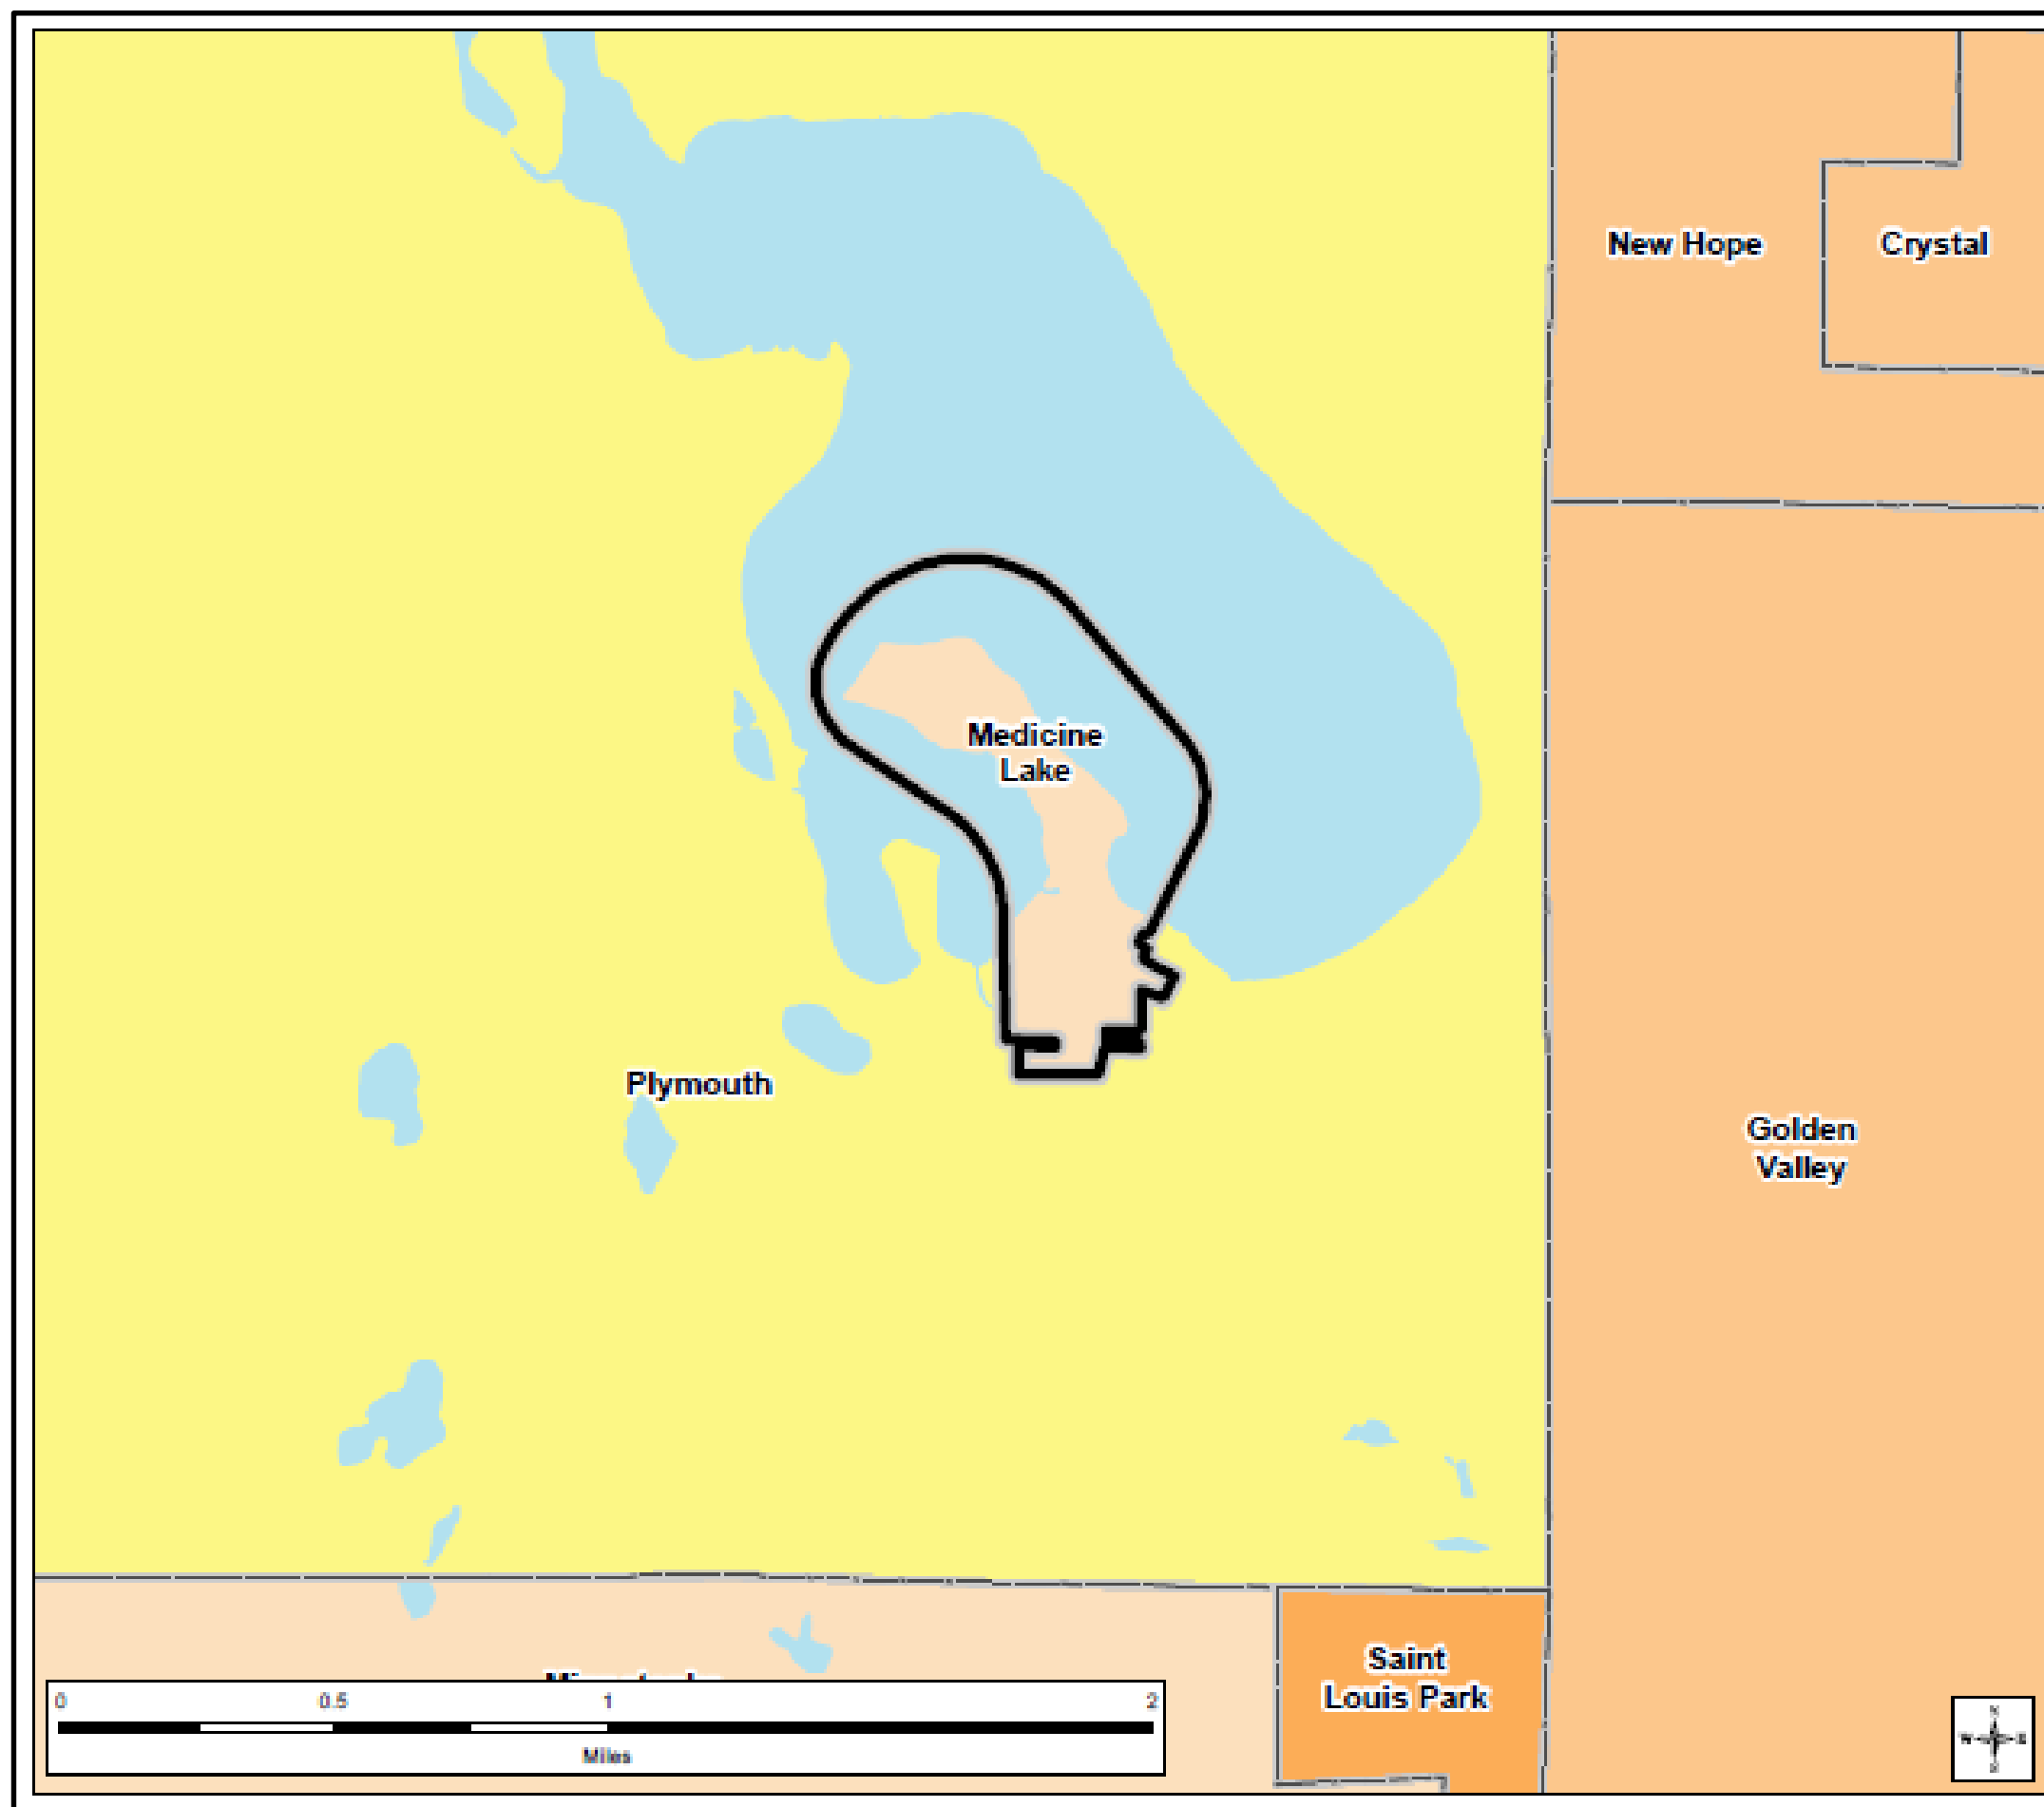 New Hope
Crystal
Medicine
Lake
Plymouth
Golden
Valley
Saint
Louis Park
0 0.5 1 2
Miles